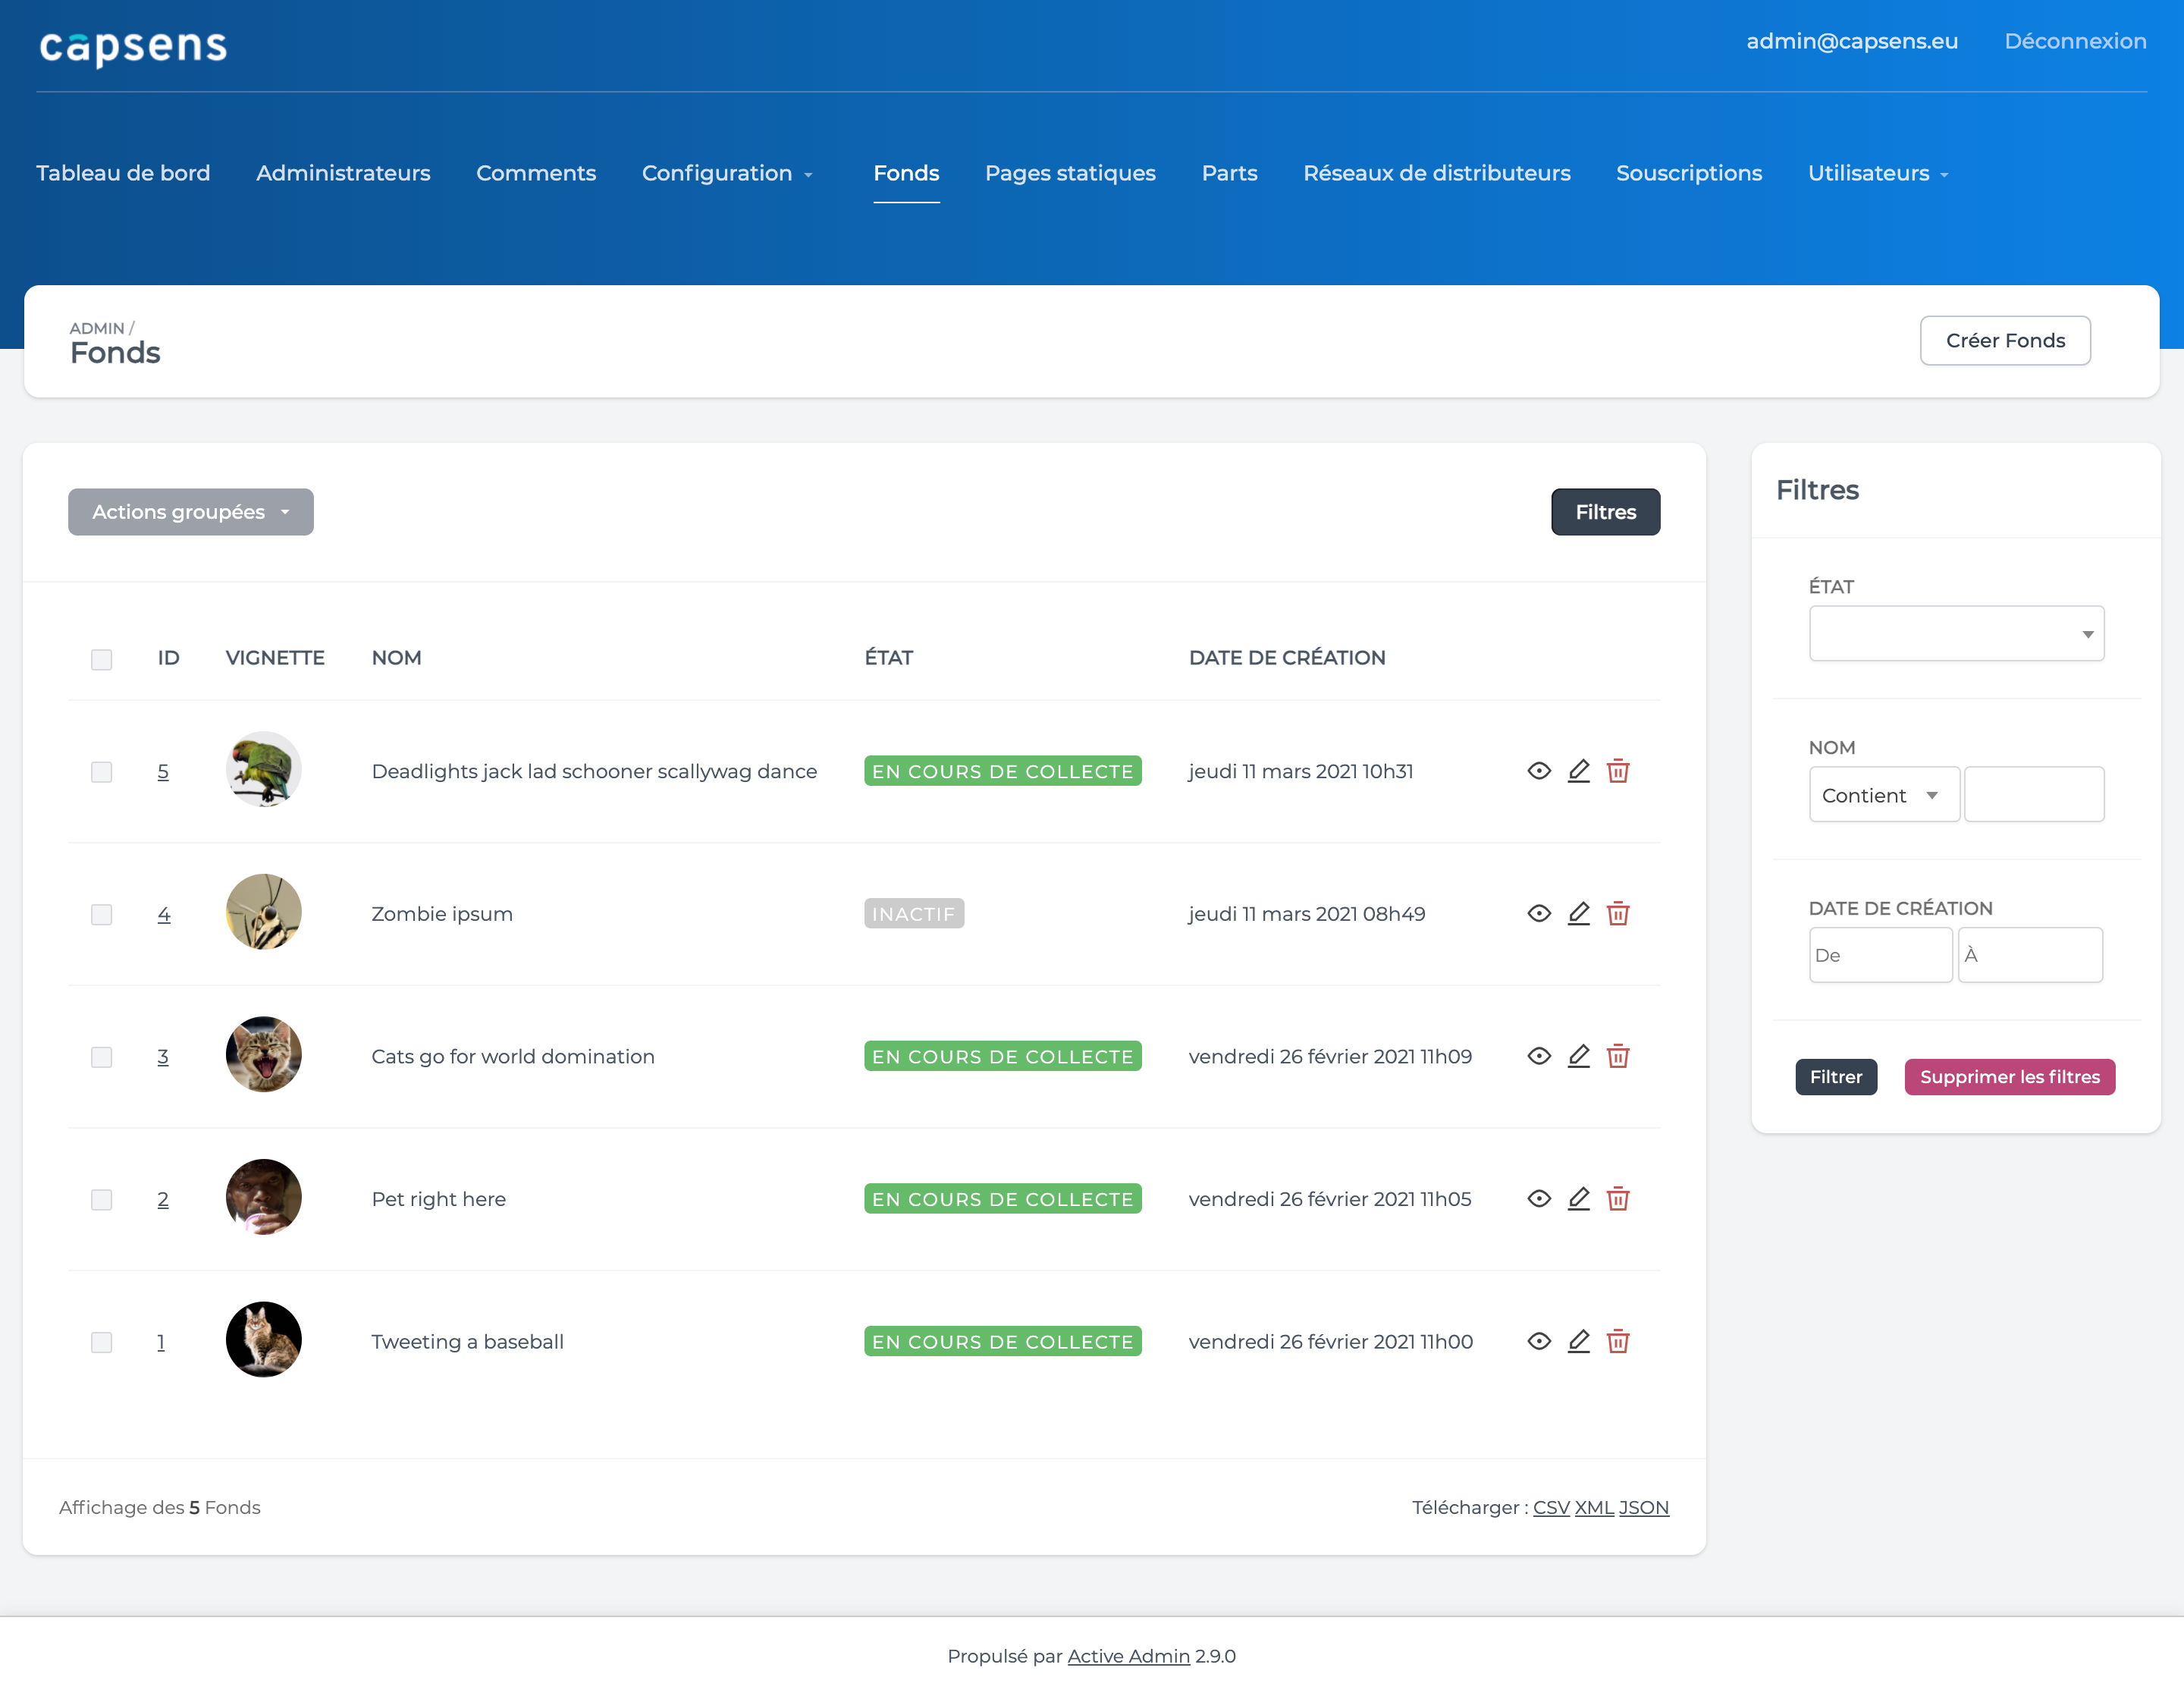 capsens
admin@capsens.eu Déconnexion
Tableau de bord Administrateurs Comments Configuration Fonds Pages statiques Parts Réseaux de distributeurs Souscriptions Utilisateurs
ADMIN /
Fonds
Créer Fonds
Actions groupées
Filtres
ID VIGNETTE NOM ÉTAT DATE DE CRÉATION
5 Deadlights jack lad schooner scallywag dance EN COURS DE COLLECTE jeudi 11 mars 2021 10h31
4 Zombie ipsum INACTIF jeudi 11 mars 2021 08h49
3 Cats go for world domination EN COURS DE COLLECTE vendredi 26 février 2021 11h09
2 Pet right here EN COURS DE COLLECTE vendredi 26 février 2021 11h05
1 Tweeting a baseball EN COURS DE COLLECTE vendredi 26 février 2021 11h00
Affichage des 5 Fonds
Télécharger : CSV XML JSON
Filtres
ÉTAT
NOM
Contient
DATE DE CRÉATION
De À
Filtrer Supprimer les filtres
Propulsé par Active Admin 2.9.0